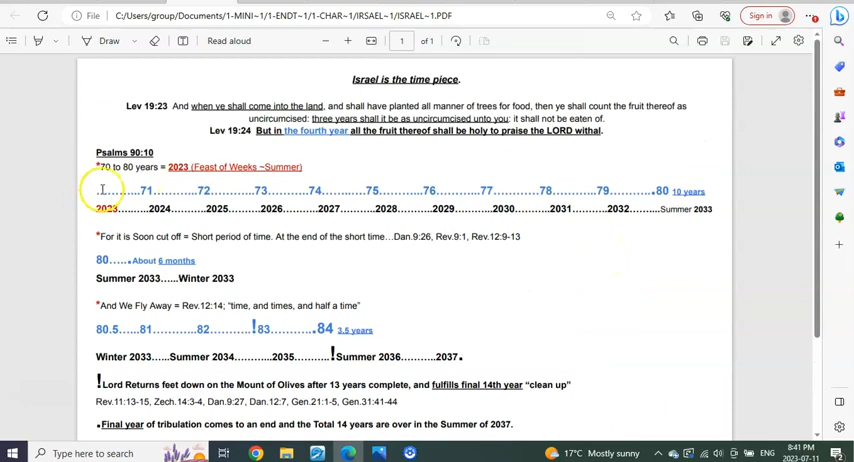 File
C:/Users/group/Documents/1-MINI~1/1-ENDT~1/1-CHAR~1/IRSAEL~1/ISRAEL~1.PDF
Sign in
Draw
Read aloud
1
of 1
Israel is the time piece.
Lev 19:23 And when ye shall come into the land, and shall have planted all manner of trees for food, then ye shall count the fruit thereof as
uncircumised: three years shall it be as uncircumised unto you: it shall not be eaten of.
Lev 19:24 But in the fourth year all the fruit thereof shall be holy to praise the LORD withal.
Psalms 90:10
*70 to 80 years = 2023 (Feast of Weeks ~Summer)
............71............72............73............74............75............76............77............78............79............80 10 years
2023.......2024..........2025..........2026..........2027..........2028..........2029..........2030..........2031..........2032.........Summer 2033
*For it is Soon cut off = Short period of time. At the end of the short time…Dan.9:26, Rev.9:1, Rev.12:9-13
80…...About 6 months
Summer 2033…...Winter 2033
*And We Fly Away = Rev.12:14; “time, and times, and half a time”
80.5…...81............82............!83............84 3.5 years
Winter 2033…...Summer 2034............2035............!Summer 2036.........2037.
!Lord Returns feet down on the Mount of Olives after 13 years complete, and fulfills final 14th year “clean up”
Rev.11:13-15, Zech.14:3-4, Dan.9:27, Dan.12:7, Gen.21:1-5, Gen.31:41-44
.Final year of tribulation comes to an end and the Total 14 years are over in the Summer of 2037.
Type here to search
17°C Mostly sunny
ENG
8:41 PM
2023-07-11